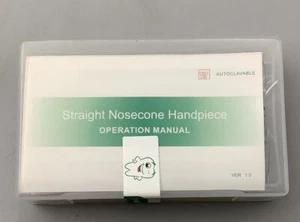 AUTOCLAVABLE
Straight Nosecone Handpiece
OPERATION MANUAL
VER 1.0